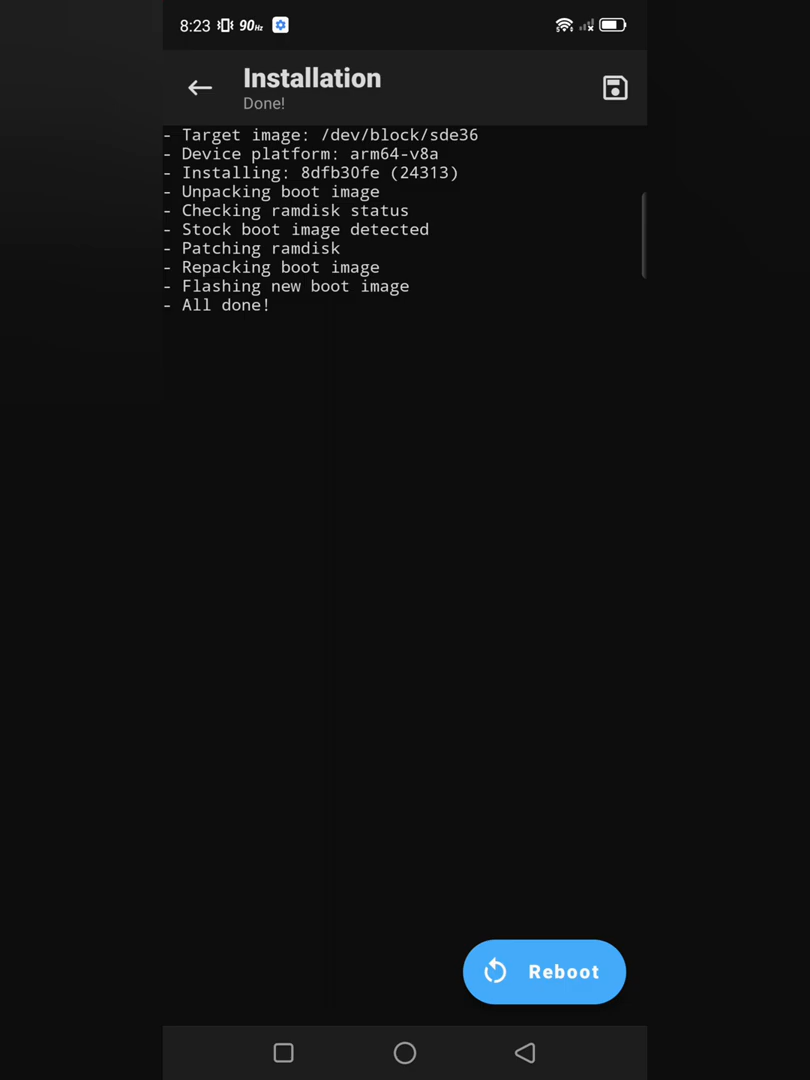 8:23 90Hz
Installation
Done!
- Target image: /dev/block/sde36
- Device platform: arm64-v8a
- Installing: 8dfb30fe (24313)
- Unpacking boot image
- Checking ramdisk status
- Stock boot image detected
- Patching ramdisk
- Repacking boot image
- Flashing new boot image
- All done!
Reboot